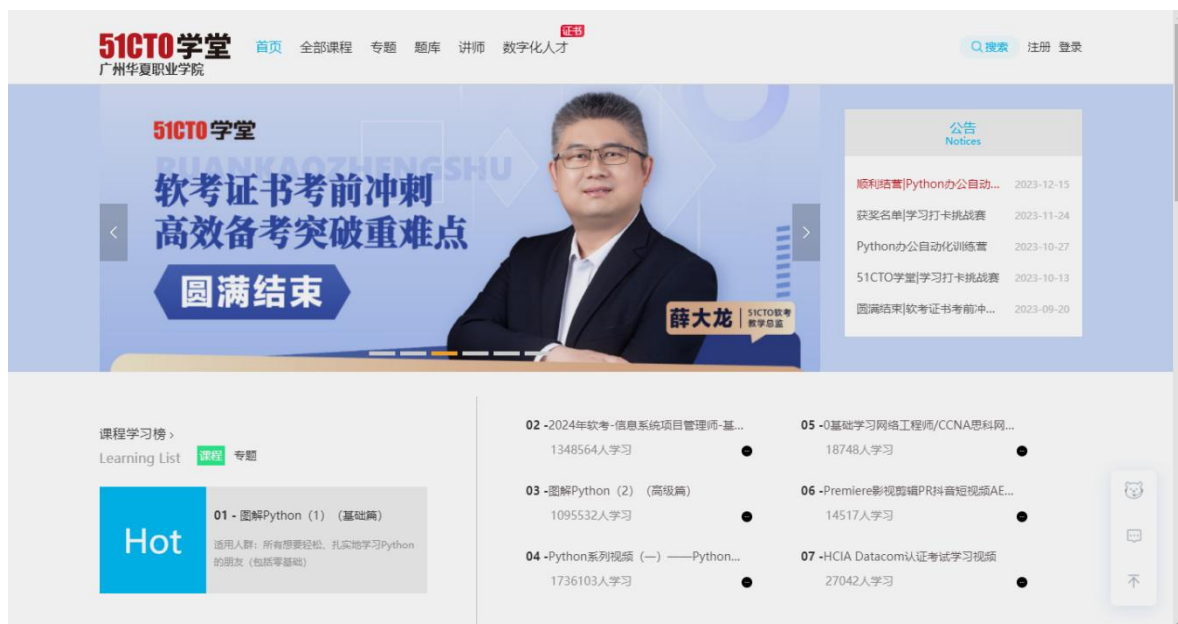 51CTO学堂
广州华夏职业学院
首页 全部课程 专题 题库 讲师 数字化人才 证书
搜索 注册 登录
51CTO学堂
RUANKAOZHENGSHU
软考证书考前冲刺
高效备考突破重难点
圆满结束
薛大龙 51CTO软考
教学总监
公告
Notices
顺利结营|Python办公自动... 2023-12-15
获奖名单|学习打卡挑战赛 2023-11-24
Python办公自动化训练营 2023-10-27
51CTO学堂|学习打卡挑战赛 2023-10-13
圆满结束|软考证书考前冲... 2023-09-20
课程学习榜 ›
Learning List 课程 专题
Hot
01 - 图解Python（1）（基础篇）
适用人群：所有想要轻松、扎实地学习Python
的朋友（包括零基础）
02 -2024年软考-信息系统项目管理师-基...
1348564人学习
03 -图解Python（2）（高级篇）
1095532人学习
04 -Python系列视频（一）——Python...
1736103人学习
05 -0基础学习网络工程师/CCNA思科网...
18748人学习
06 -Premiere影视剪辑PR抖音短视频AE...
14517人学习
07 -HCIA Datacom认证考试学习视频
27042人学习